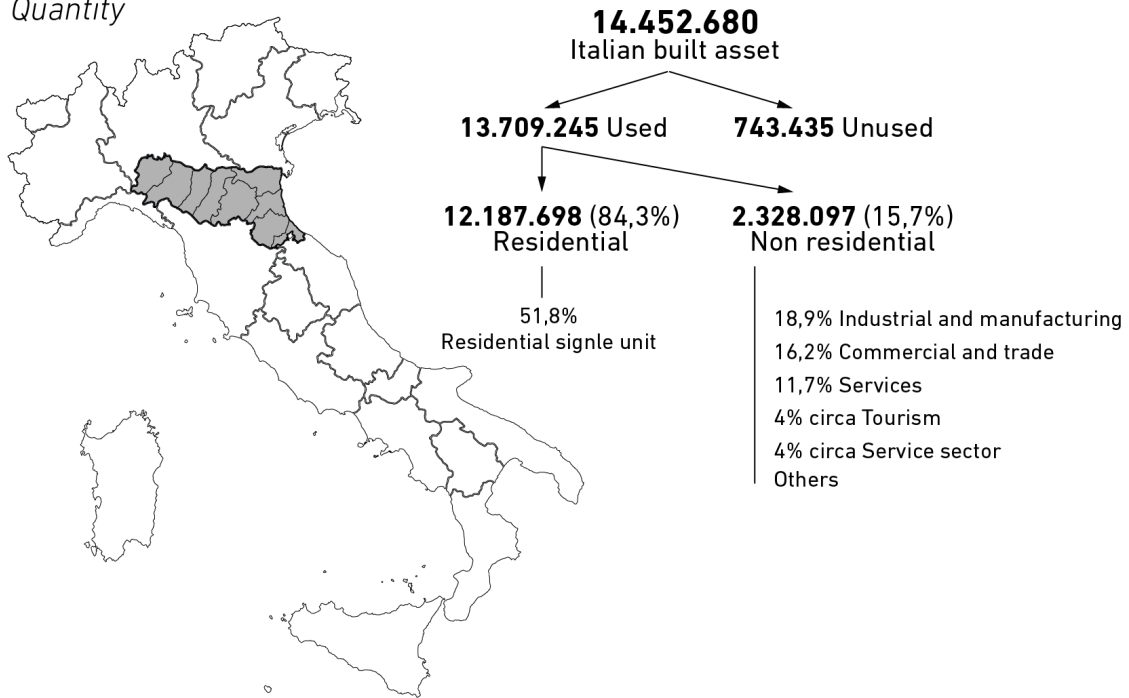 Quantity
14.452.680
Italian built asset
13.709.245 Used
743.435 Unused
12.187.698 (84,3%)
Residential
2.328.097 (15,7%)
Non residential
51,8%
Residential signle unit
18,9% Industrial and manufacturing
16,2% Commercial and trade
11,7% Services
4% circa Tourism
4% circa Service sector
Others